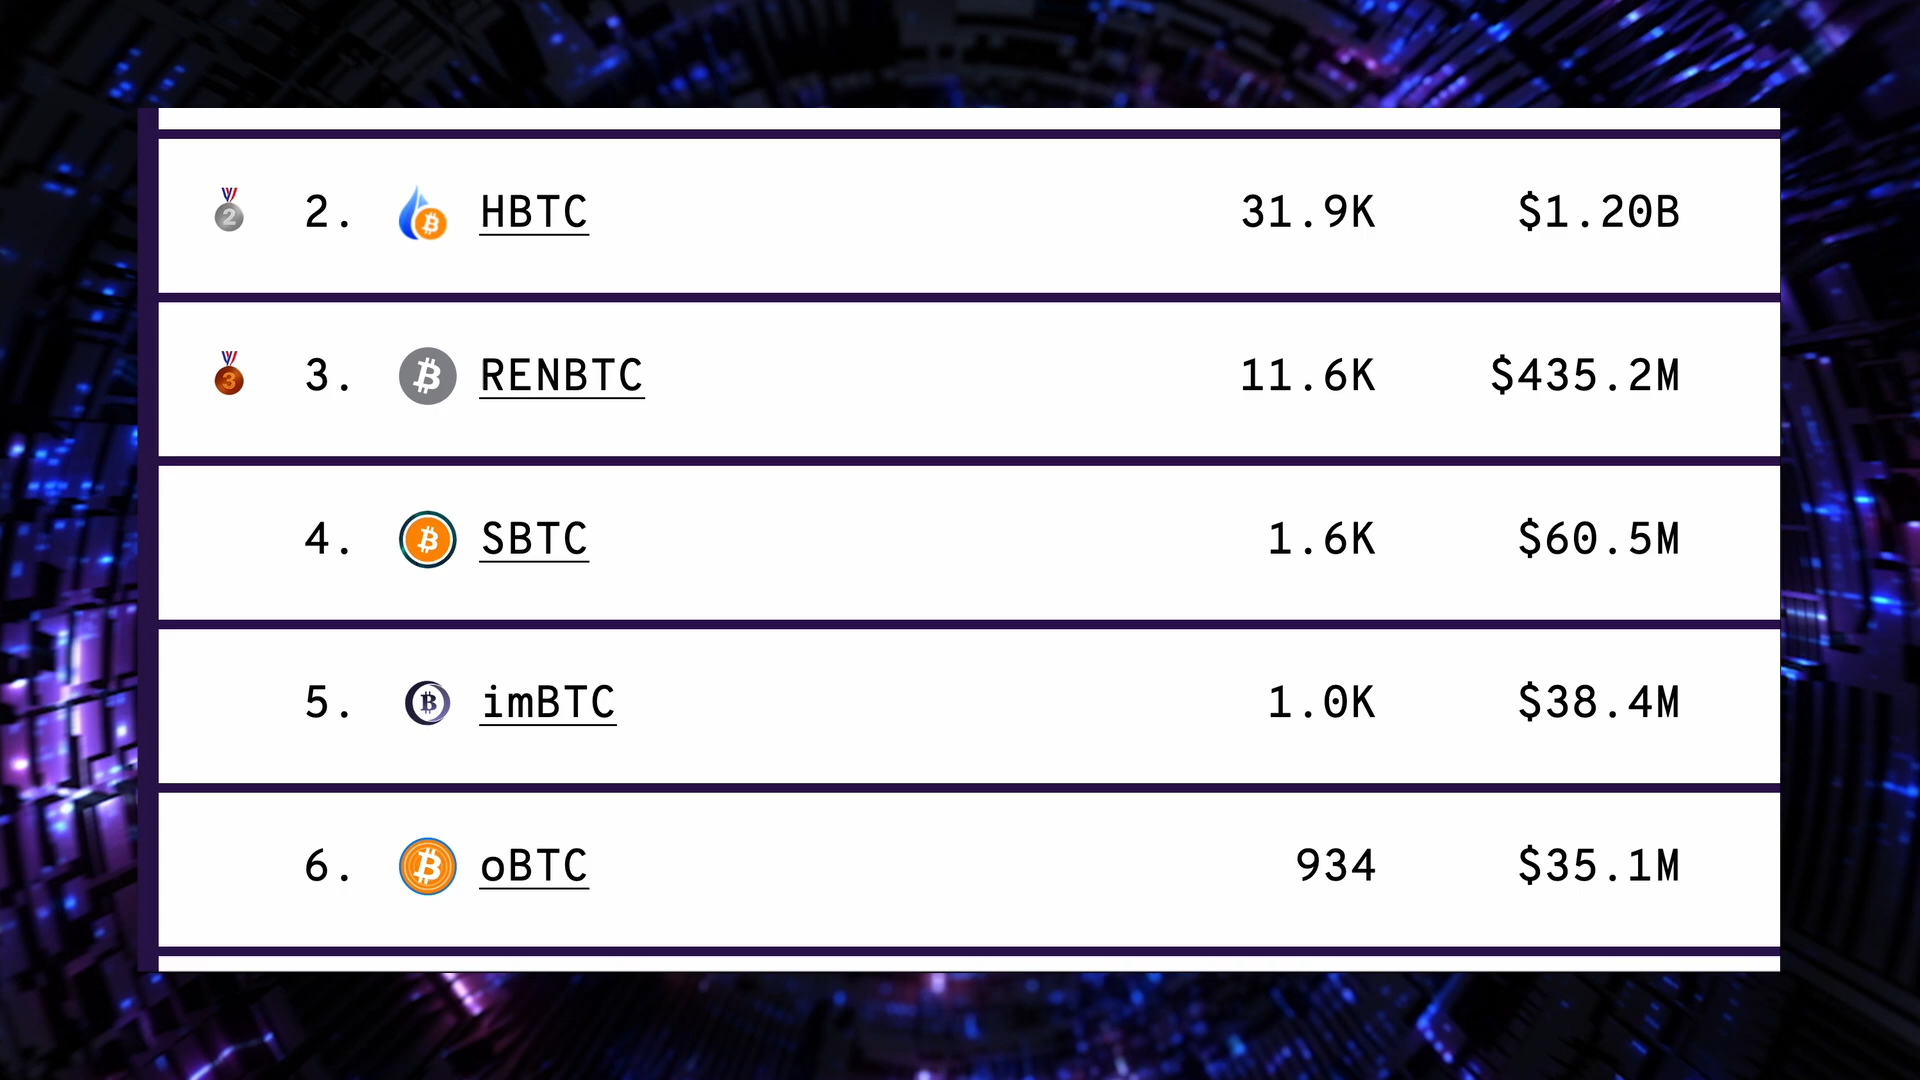 2. HBTC 31.9K $1.20B
3. RENBTC 11.6K $435.2M
4. SBTC 1.6K $60.5M
5. imBTC 1.0K $38.4M
6. oBTC 934 $35.1M